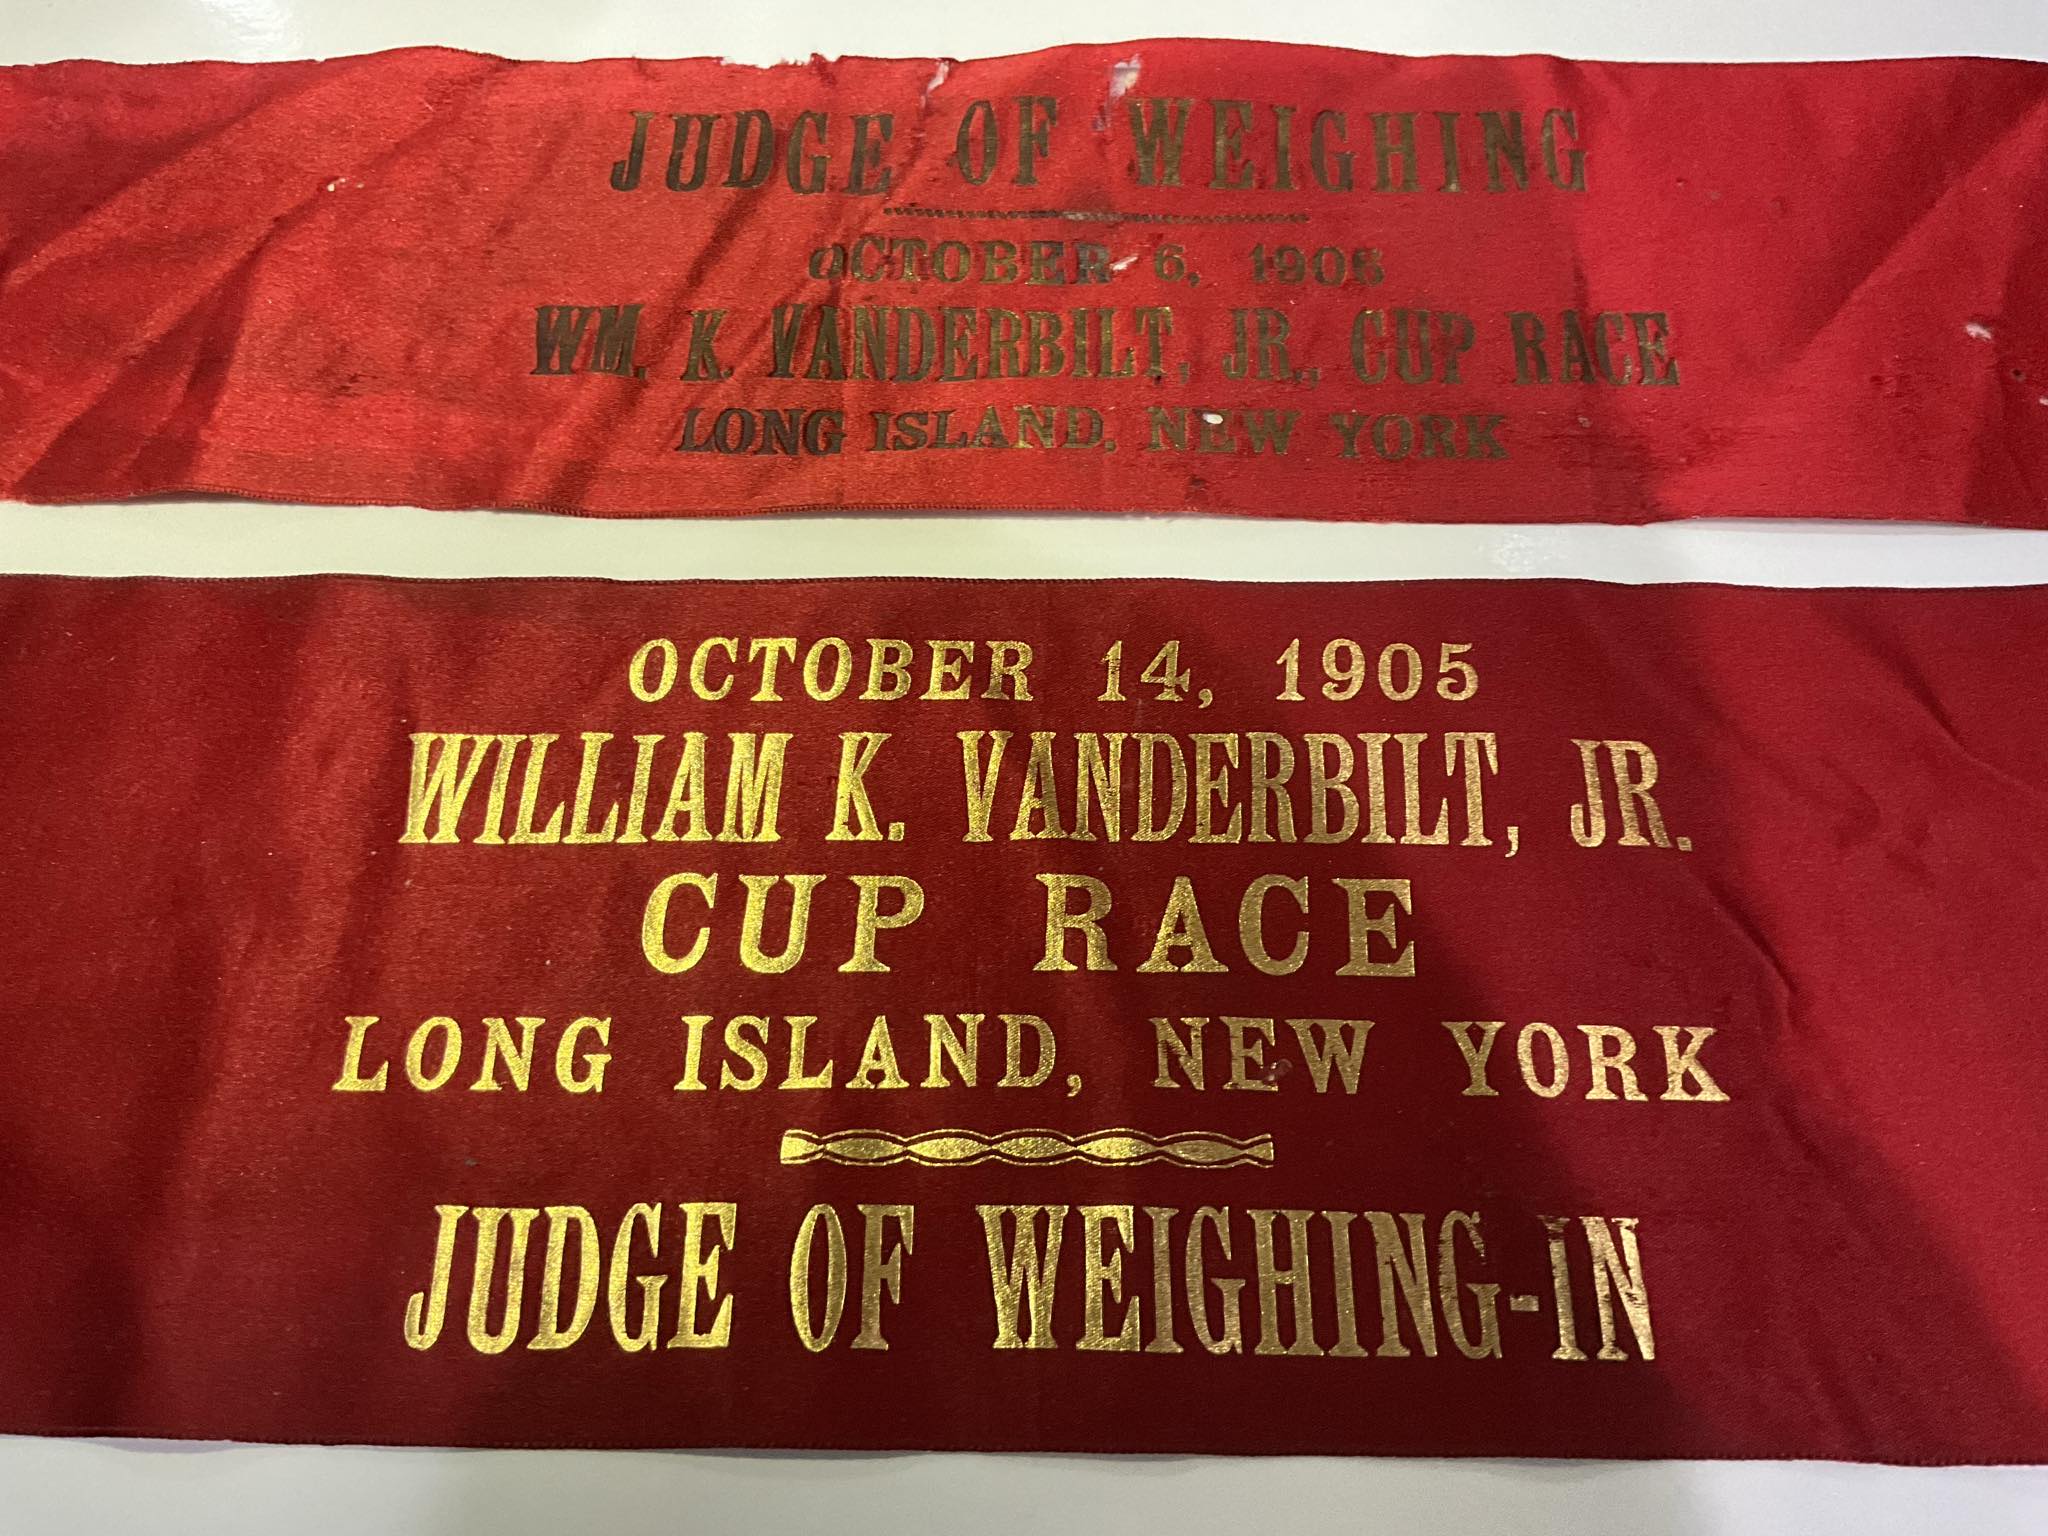 JUDGE OF WEIGHING
OCTOBER 6, 1906
WM. K. VANDERBILT, JR., CUP RACE
LONG ISLAND, NEW YORK
OCTOBER 14, 1905
WILLIAM K. VANDERBILT, JR.
CUP RACE
LONG ISLAND, NEW YORK
JUDGE OF WEIGHING-IN